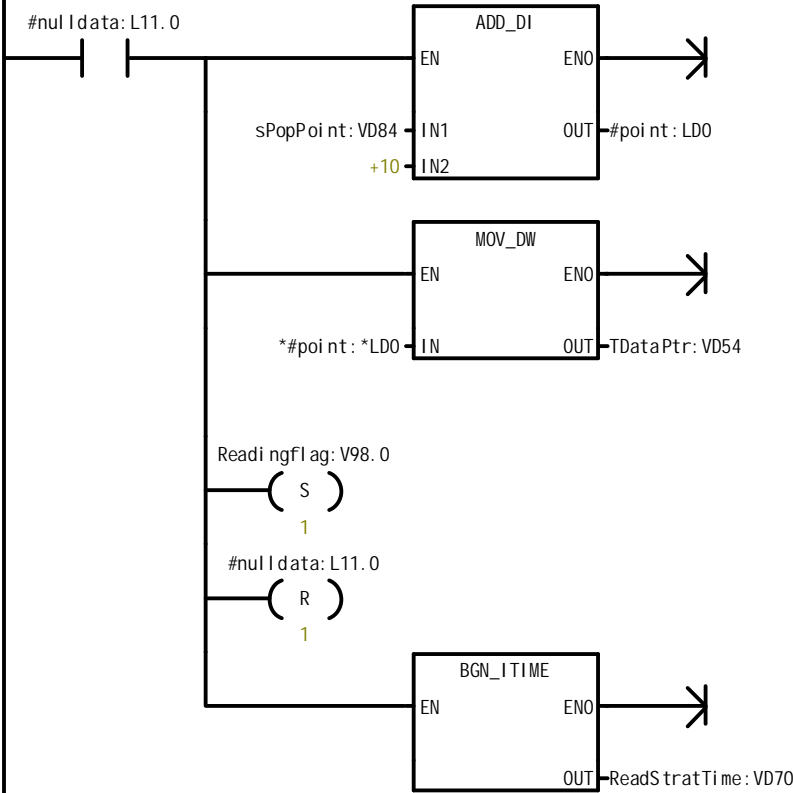 #nulldata:L11.0
ADD_DI
EN ENO
sPopPoint:VD84 IN1 OUT #point:LD0
+10 IN2
MOV_DW
EN ENO
*#point:*LD0 IN OUT TDataPtr:VD54
Readingflag:V98.0
S
1
#nulldata:L11.0
R
1
BGN_ITIME
EN ENO
OUT ReadStratTime:VD70